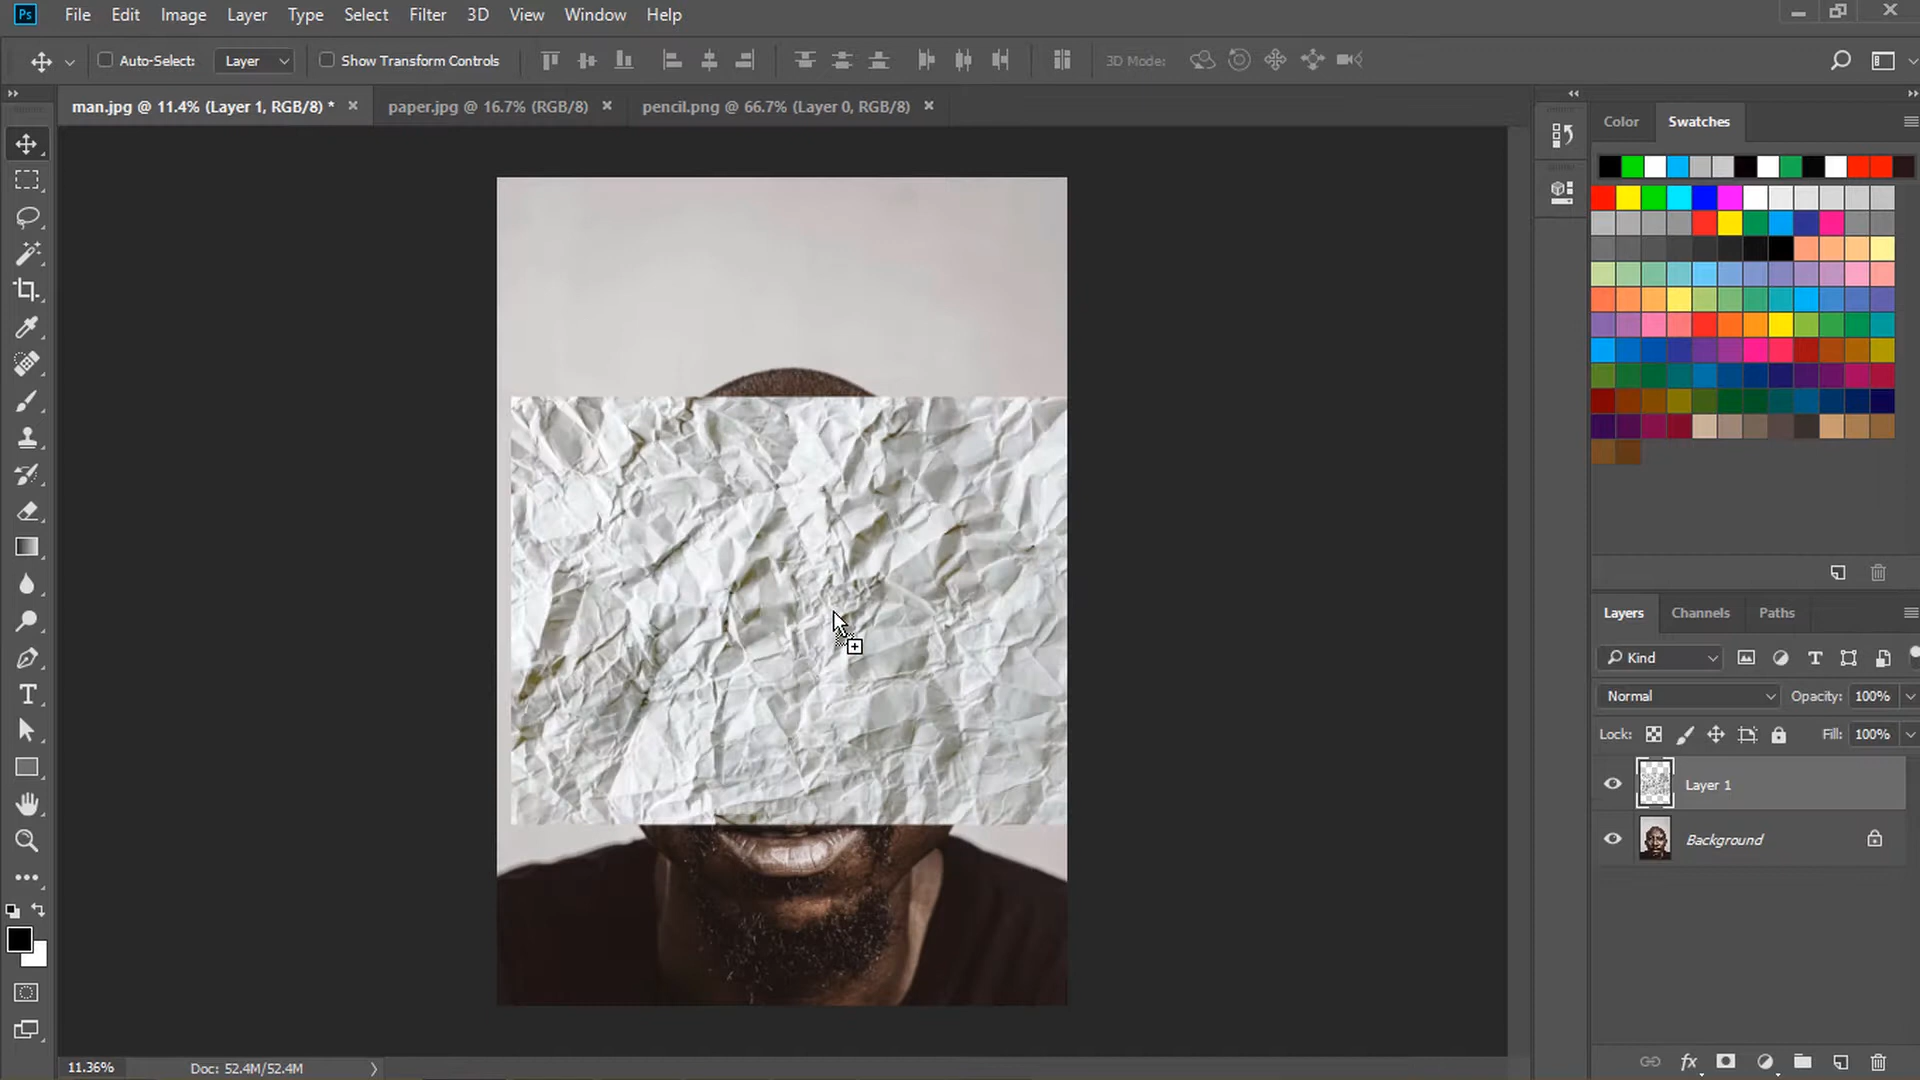 Ps File Edit Image Layer Type Select Filter 3D View Window Help
Auto-Select: Layer Show Transform Controls 3D Mode:
man.jpg @ 11.4% (Layer 1, RGB/8) * paper.jpg @ 16.7% (RGB/8) pencil.png @ 66.7% (Layer 0, RGB/8)
Color Swatches
Layers Channels Paths
Kind
Normal Opacity: 100%
Lock: Fill: 100%
Layer 1
Background
11.36% Doc: 52.4M/52.4M